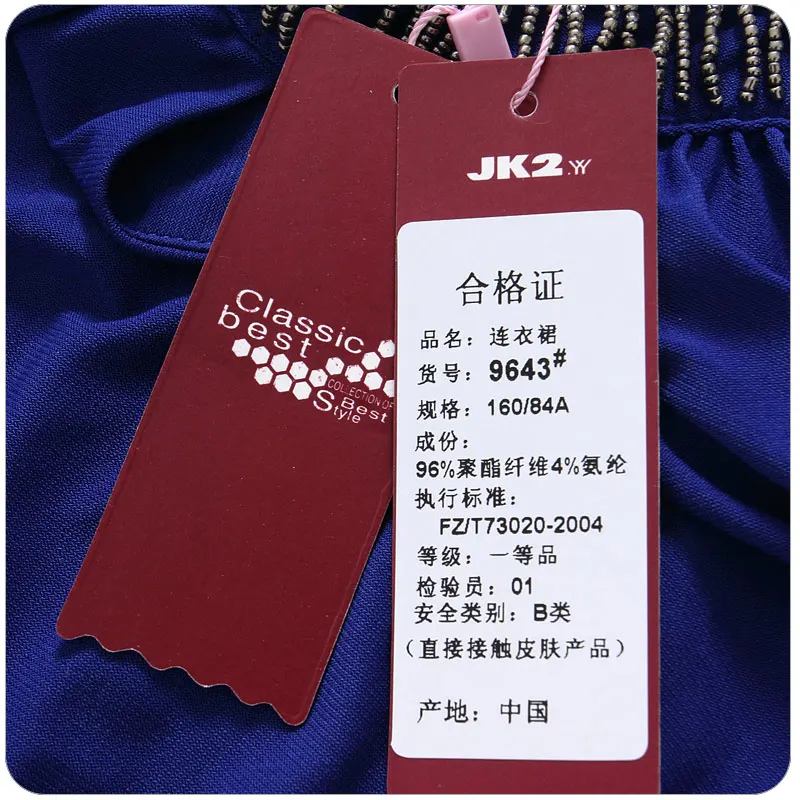 Classic
best
COLLECTION OF
Best
Style
JK2.YY
合格证
品名：连衣裙
货号：9643#
规格：160/84A
成份：
96%聚酯纤维4%氨纶
执行标准：
FZ/T73020-2004
等级：一等品
检验员：01
安全类别：B类
（直接接触皮肤产品）
产地：中国